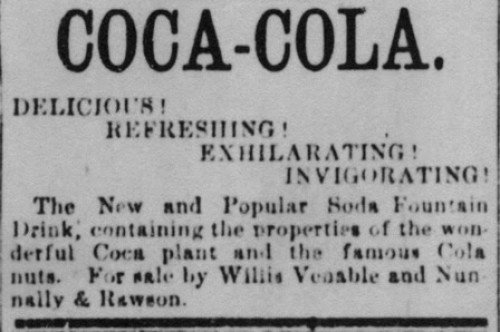 COCA-COLA.
DELICIOUS!
REFRESHING!
EXHILARATING!
INVIGORATING!
The New and Popular Soda Fountain
Drink, containing the properties of the won-
derful Coca plant and the famous Cola
nuts. For sale by Willis Venable and Nun-
nally & Rawson.